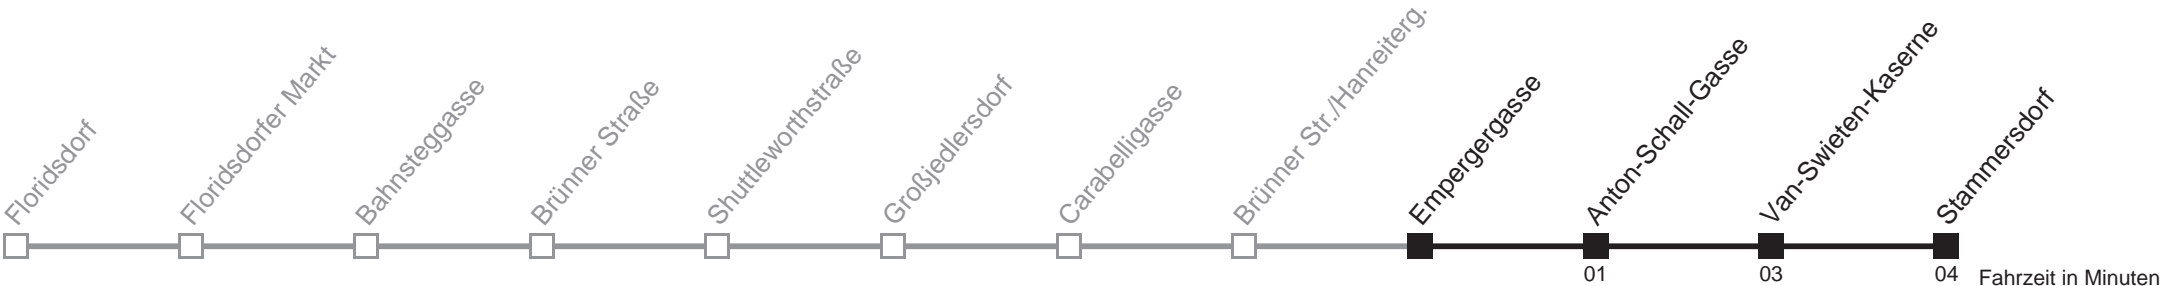 Floridsdorf
Floridsdorfer Markt
Bahnsteggasse
Brünner Straße
Shuttleworthstraße
Großjedlersdorf
Carabelligasse
Brünner Str./Hanreiterg.
Empergergasse
Anton-Schall-Gasse
Van-Swieten-Kaserne
Stammersdorf
01
03
04
Fahrzeit in Minuten